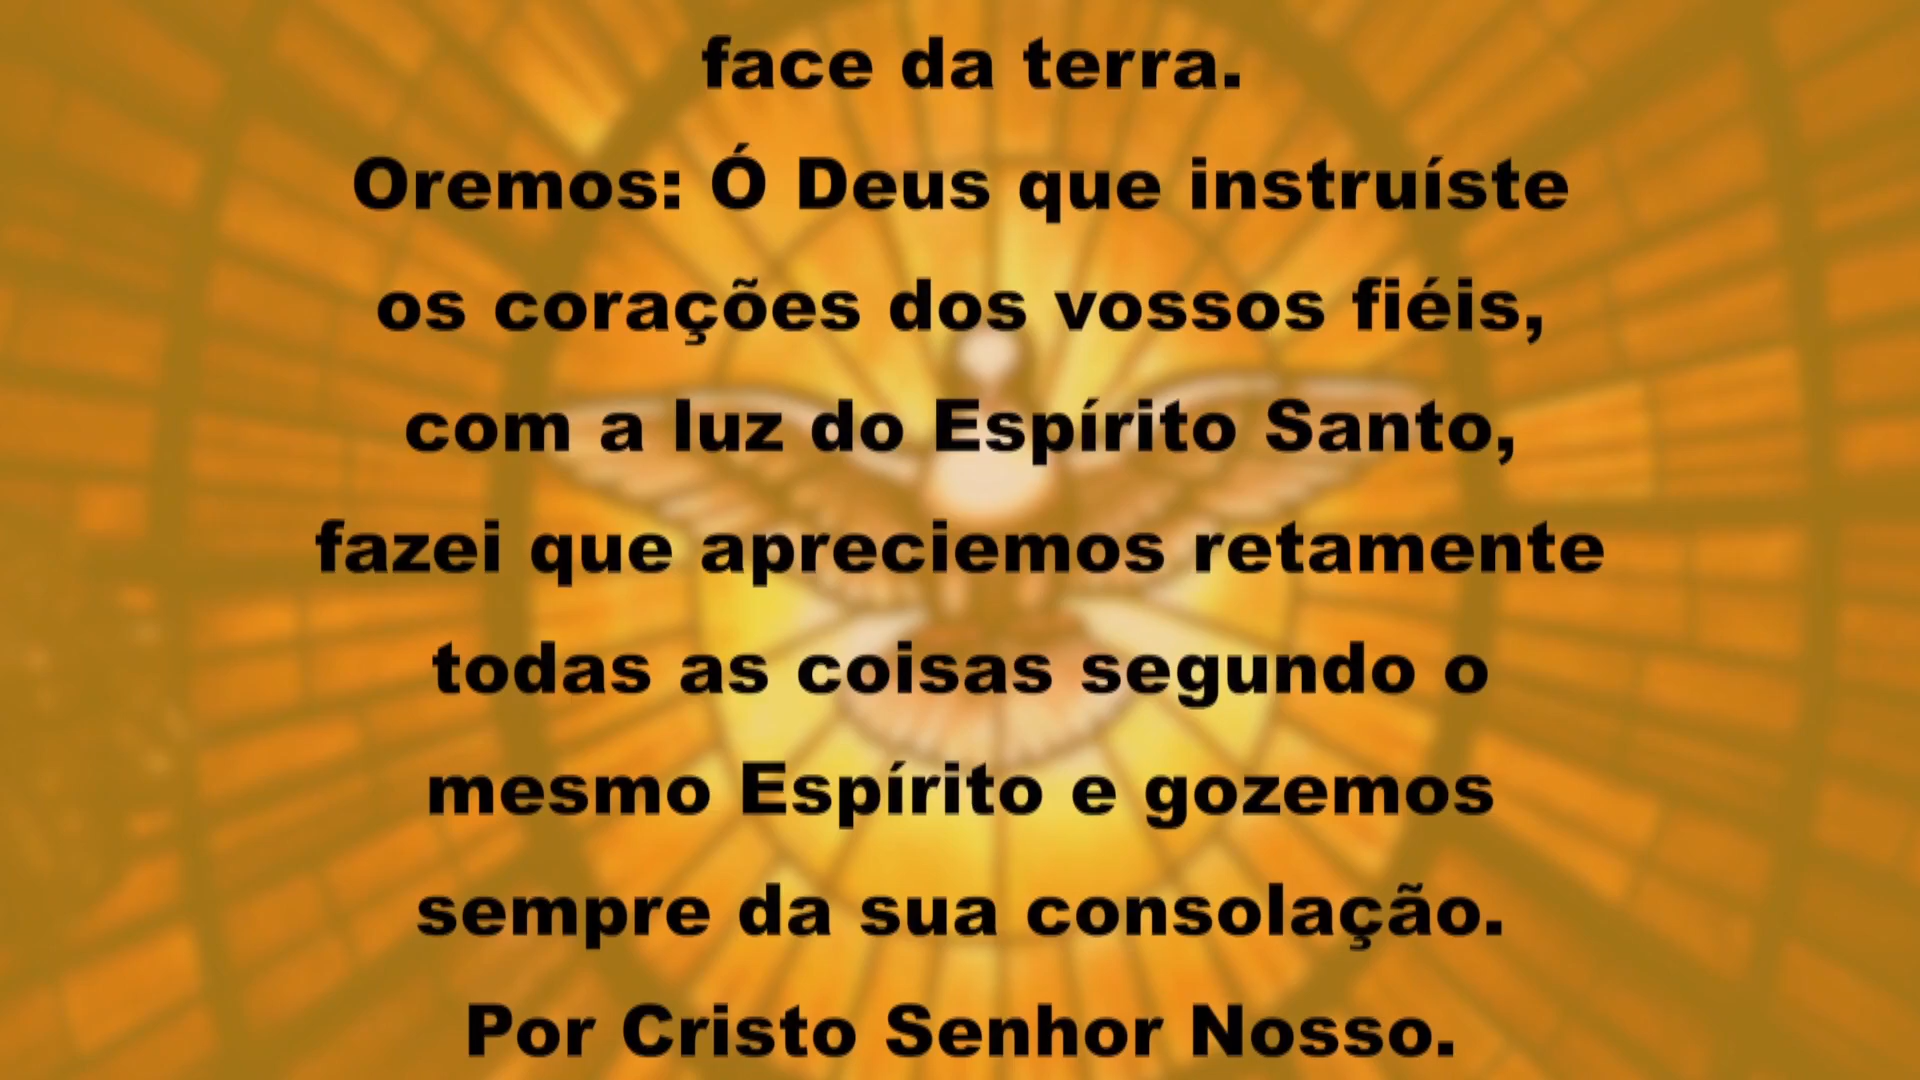 face da terra.
Oremos: Ó Deus que instruíste
os corações dos vossos fiéis,
com a luz do Espírito Santo,
fazei que apreciemos retamente
todas as coisas segundo o
mesmo Espírito e gozemos
sempre da sua consolação.
Por Cristo Senhor Nosso.